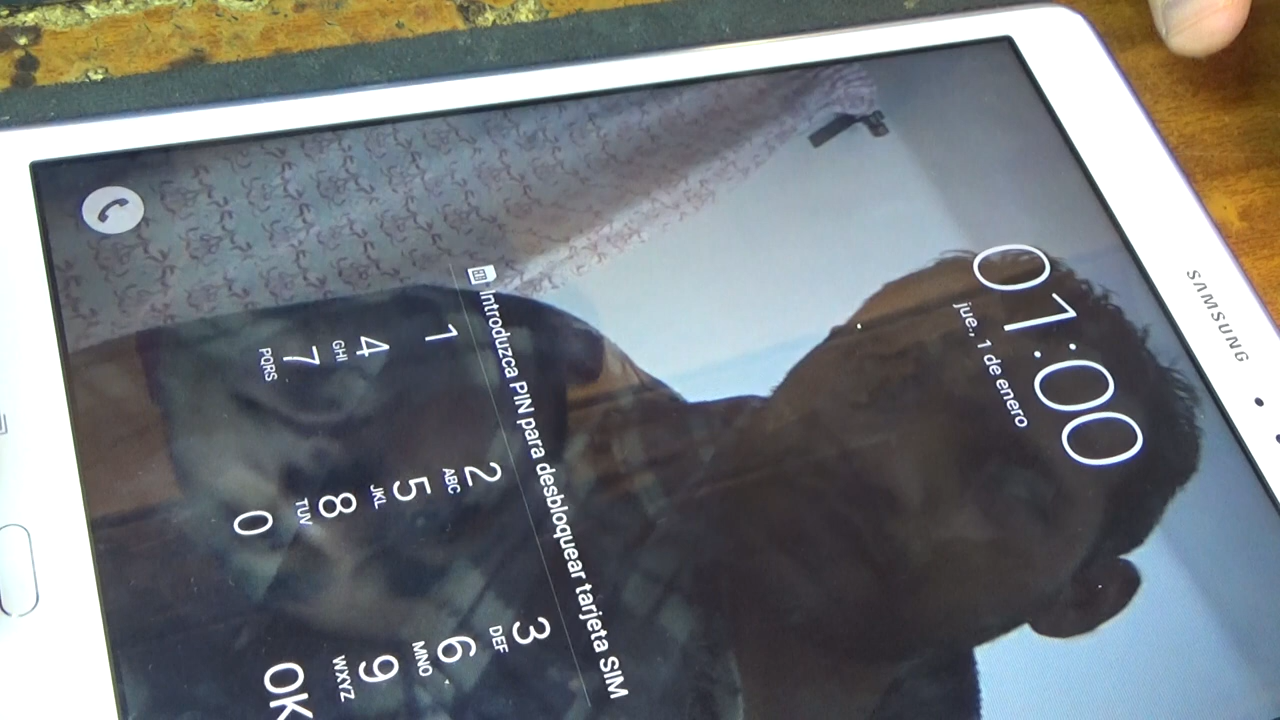 SAMSUNG
01:00
jue., 1 de enero
Introduzca PIN para desbloquear tarjeta SIM
1 2 ABC 3 DEF
4 GHI 5 JKL 6 MNO
7 PQRS 8 TUV 9 WXYZ
0 OK